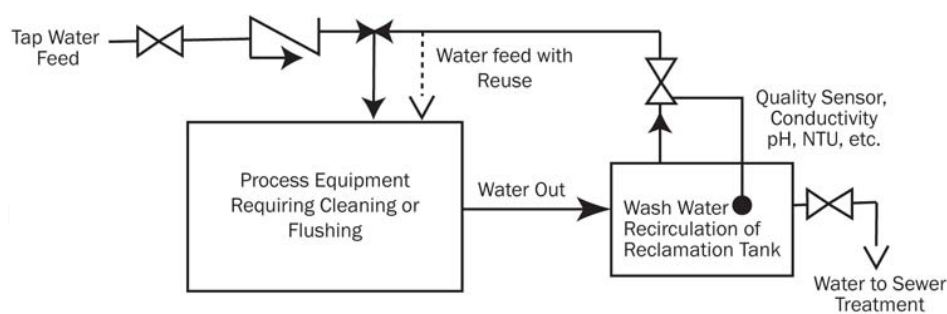 Tap Water
Feed
Water feed with
Reuse
Quality Sensor,
Conductivity
pH, NTU, etc.
Process Equipment
Requiring Cleaning or
Flushing
Water Out
Wash Water
Recirculation of
Reclamation Tank
Water to Sewer
Treatment